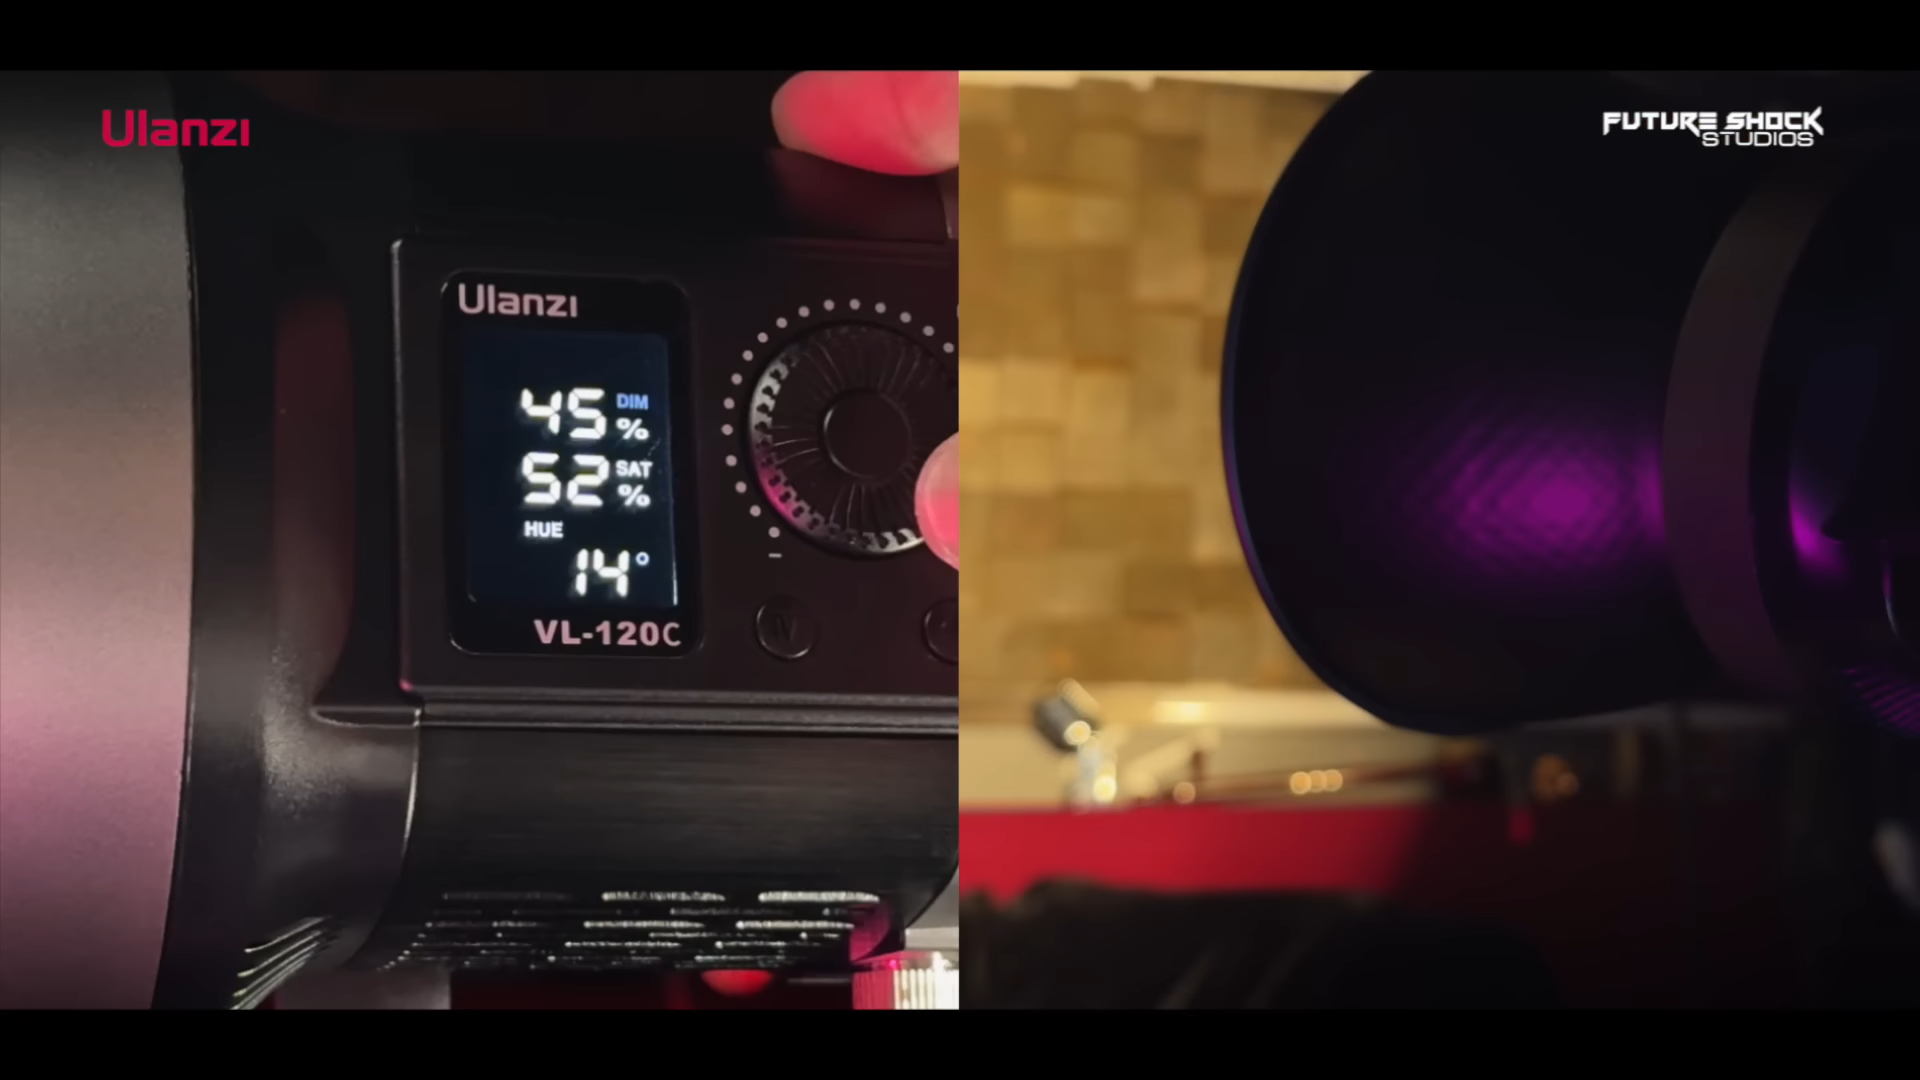 Ulanzi
FUTURE SHOCK
STUDIOS
Ulanzi
45 DIM
%
52 SAT
%
HUE
14°
VL-120C